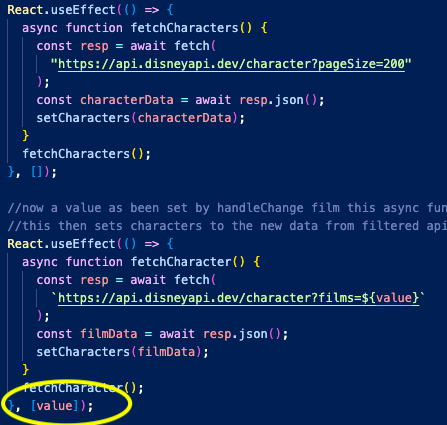 React.useEffect(() => {
async function fetchCharacters() {
const resp = await fetch(
"https://api.disneyapi.dev/character?pageSize=200"
);
const characterData = await resp.json();
setCharacters(characterData);
}
fetchCharacters();
}, []);
//now a value as been set by handleChange film this async fun
//this then sets characters to the new data from filtered api
React.useEffect(() => {
async function fetchCharacter() {
const resp = await fetch(
`https://api.disneyapi.dev/character?films=${value}`
);
const filmData = await resp.json();
setCharacters(filmData);
}
fetchCharacter();
}, [value]);